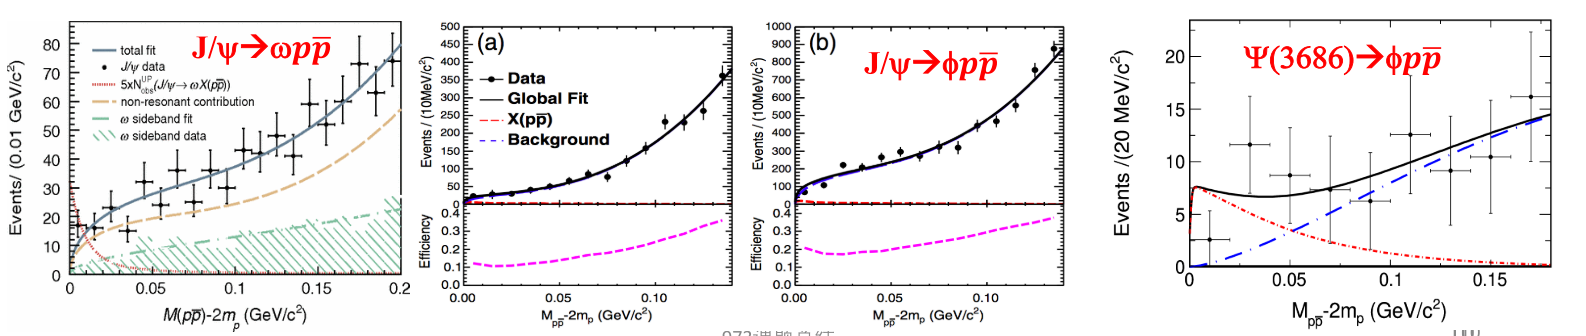 J/ψ→ωpp̅
total fit
J/ψ data
5xN^UP_obs(J/ψ→ωX(pp̅))
non-resonant contribution
ω sideband fit
ω sideband data
Events/ (0.01 GeV/c²)
80
70
60
50
40
30
20
10
0
0
0.05
0.1
0.15
0.2
M(pp̅)-2m_p (GeV/c²)
(a)
Data
Global Fit
X(pp̅)
Background
Events/ (10MeV/c²)
500
450
400
350
300
250
200
150
100
50
0
Efficiency
0.4
0.3
0.2
0.1
0.0
0.00
0.05
0.10
M_pp̅-2m_p (GeV/c²)
(b)
J/ψ→ϕpp̅
Events/ (10MeV/c²)
1000
900
800
700
600
500
400
300
200
100
0
Efficiency
0.4
0.3
0.2
0.1
0.0
0.00
0.05
0.10
M_pp̅-2m_p (GeV/c²)
Ψ(3686)→ϕpp̅
Events /(20 MeV/c²)
20
15
10
5
0
0
0.05
0.1
0.15
M_pp̅-2m_p (GeV/c²)